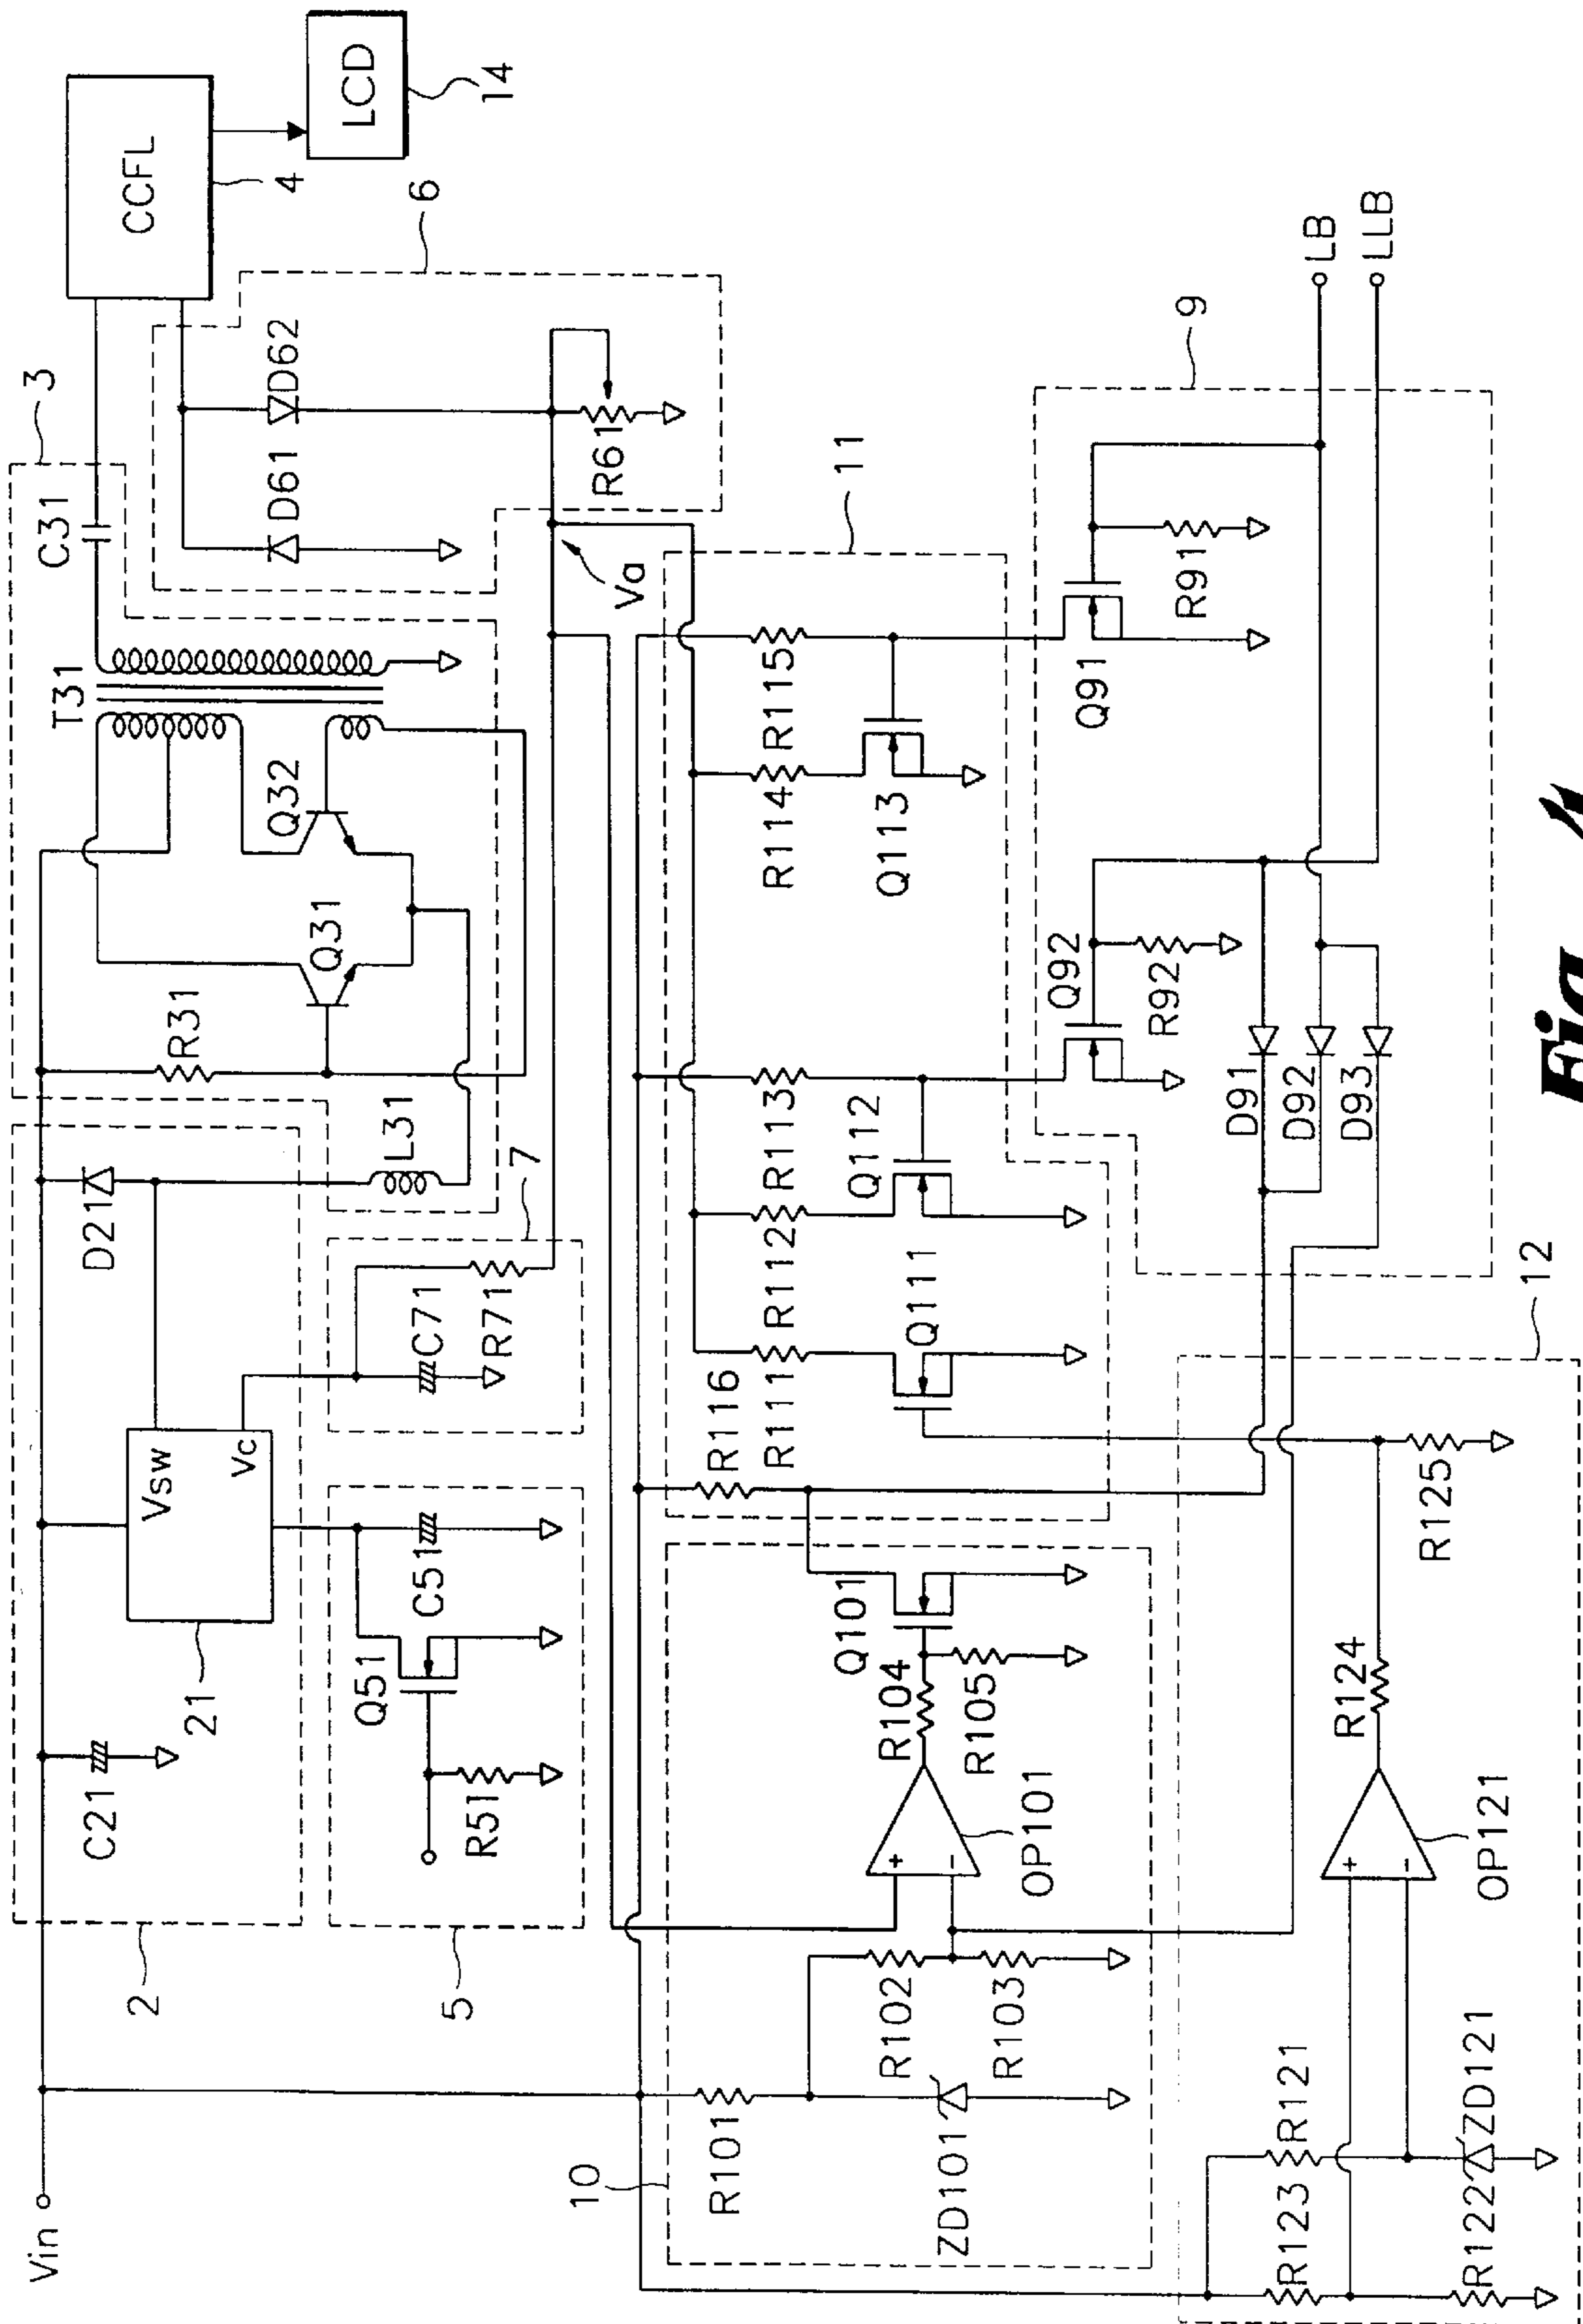 Vin
C21
21
Vsw
Vc
D21
2
R31
Q31
Q32
T31
C31
3
CCFL
4
LCD
14
L31
7
C71
R71
Q51
C51
R51
5
D61
D62
6
R61
Va
11
R116
R111
R112
R113
R114
R115
Q111
Q112
Q113
10
R101
ZD101
R102
R103
OP101
+
-
R104
R105
Q101
9
Q92
R92
Q91
R91
D91
D92
D93
LB
LLB
12
R123
R121
R122
ZD121
OP121
+
-
R124
R125
Fig. 4